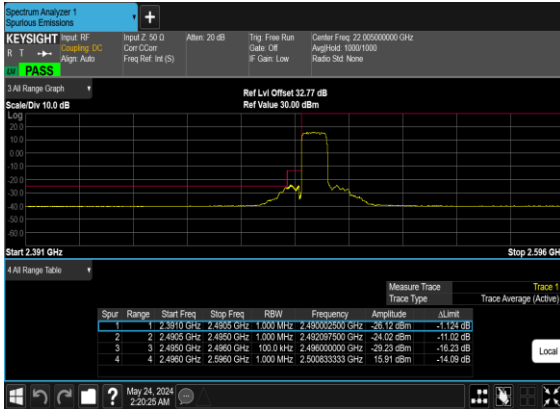 Spectrum Analyzer 1
Spurious Emissions
KEYSIGHT Input: RF Input Z: 50 Ω Atten: 20 dB Trig: Free Run Center Freq: 22.005000000 GHz
R T Coupling: DC Corr CCorr Gate: Off Avg|Hold: 1000/1000
Align: Auto Freq Ref: Int (S) IF Gain: Low Radio Std: None
PASS
3 All Range Graph
Ref Lvl Offset 32.77 dB
Scale/Div 10.0 dB Ref Value 30.00 dBm
Log
20.0
10.0
0.00
-10.0
-20.0
-30.0
-40.0
-50.0
-60.0
Start 2.391 GHz Stop 2.596 GH
4 All Range Table
Measure Trace Trace 1
Trace Type Trace Average (Active)
Spur Range Start Freq Stop Freq RBW Frequency Amplitude ΔLimit
1 1 2.3910 GHz 2.4905 GHz 1.000 MHz 2.490002500 GHz -26.12 dBm -1.124 dB
2 2 2.4905 GHz 2.4950 GHz 1.000 MHz 2.492097500 GHz -24.02 dBm -11.02 dB
3 3 2.4950 GHz 2.4960 GHz 100.0 kHz 2.496000000 GHz -29.23 dBm -16.23 dB
4 4 2.4960 GHz 2.5960 GHz 1.000 MHz 2.500833333 GHz 15.91 dBm -14.09 dB
Local
May 24, 2024
2:20:25 AM